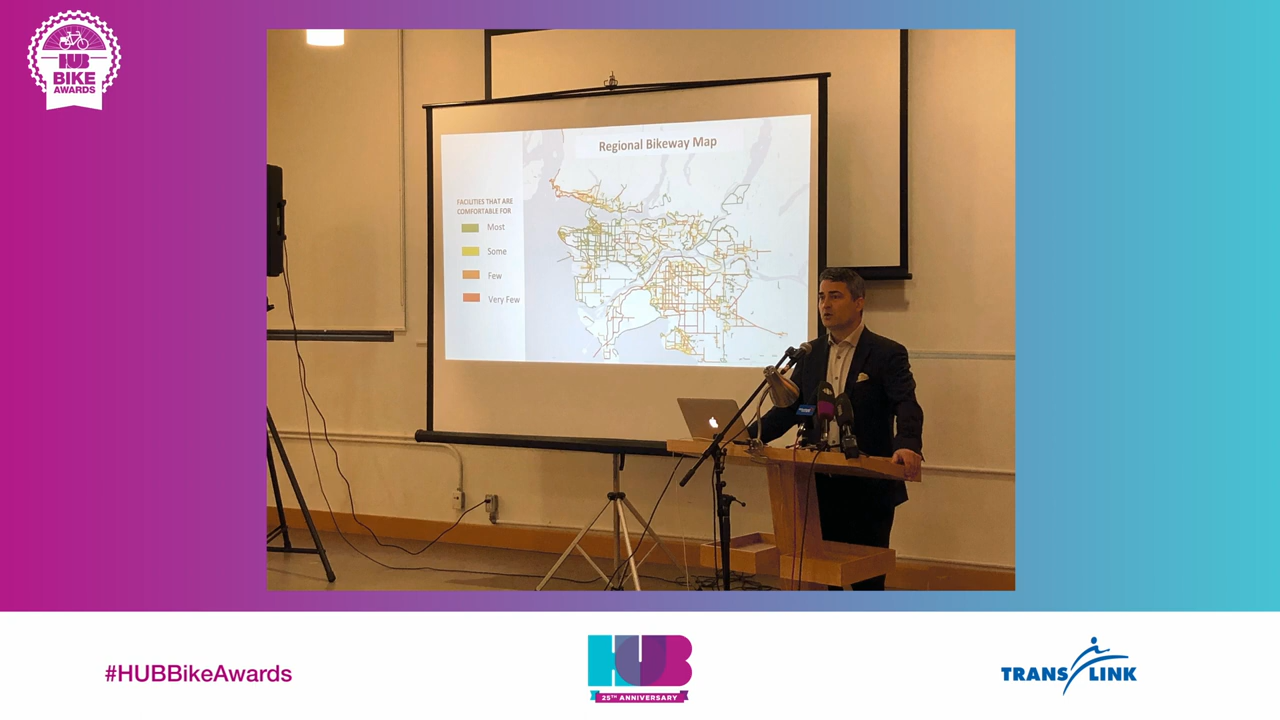 HUB
BIKE
AWARDS
Regional Bikeway Map
FACILITIES THAT ARE
COMFORTABLE FOR
Most
Some
Few
Very Few
#HUBBikeAwards
HUB
25TH ANNIVERSARY
TRANSLINK